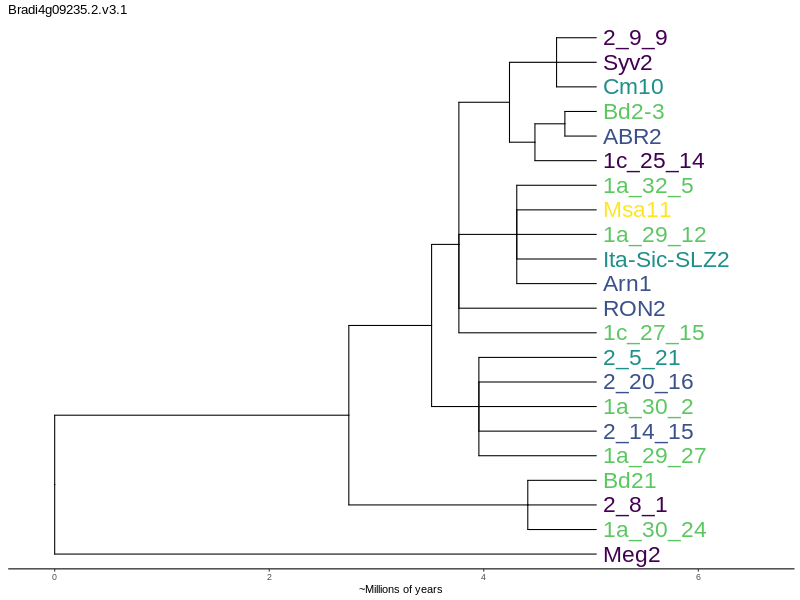 Bradi4g09235.2.v3.1
2_9_9
Syv2
Cm10
Bd2-3
ABR2
1c_25_14
1a_32_5
Msa11
1a_29_12
Ita-Sic-SLZ2
Arn1
RON2
1c_27_15
2_5_21
2_20_16
1a_30_2
2_14_15
1a_29_27
Bd21
2_8_1
1a_30_24
Meg2
0 2 4 6
~Millions of years